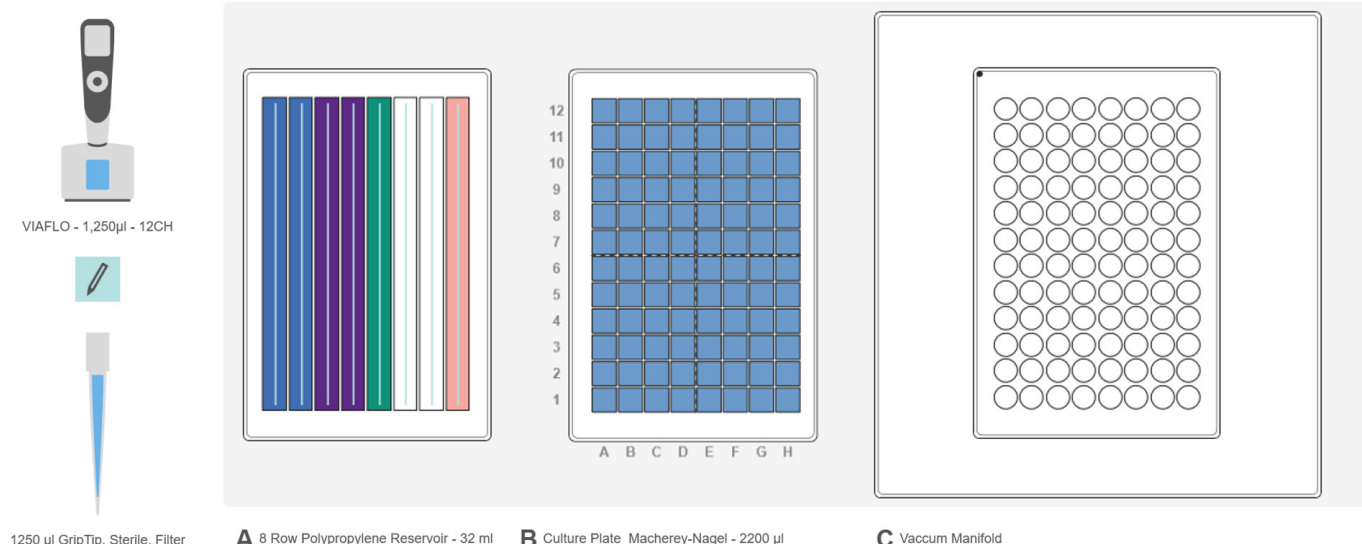 VIAFLO - 1,250µl - 12CH
1250 µl GripTip, Sterile, Filter
12
11
10
9
8
7
6
5
4
3
2
1
A B C D E F G H
A 8 Row Polypropylene Reservoir - 32 ml
B Culture Plate Macherey-Nagel - 2200 µl
C Vaccum Manifold